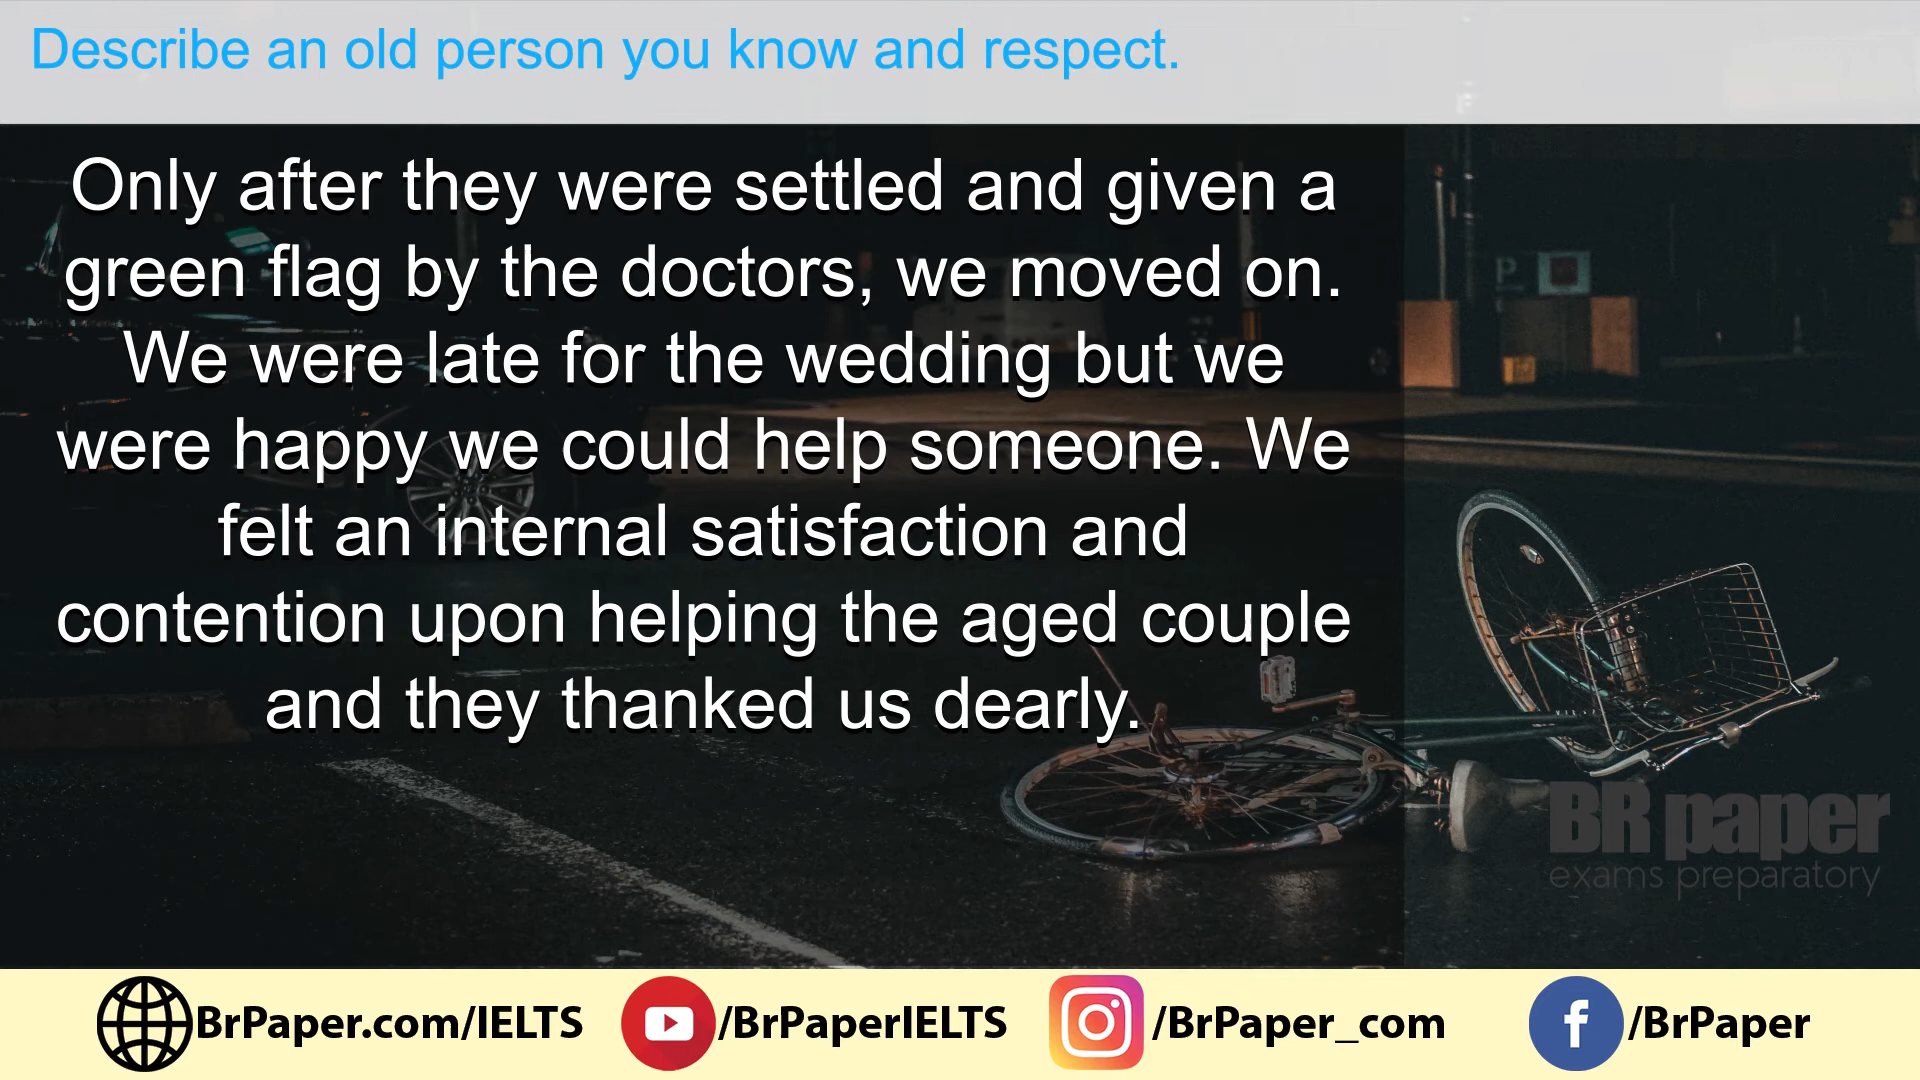 Describe an old person you know and respect.
Only after they were settled and given a
green flag by the doctors, we moved on.
We were late for the wedding but we
were happy we could help someone. We
felt an internal satisfaction and
contention upon helping the aged couple
and they thanked us dearly.
P
BR paper
exams preparatory
BrPaper.com/IELTS /BrPaperIELTS /BrPaper_com /BrPaper